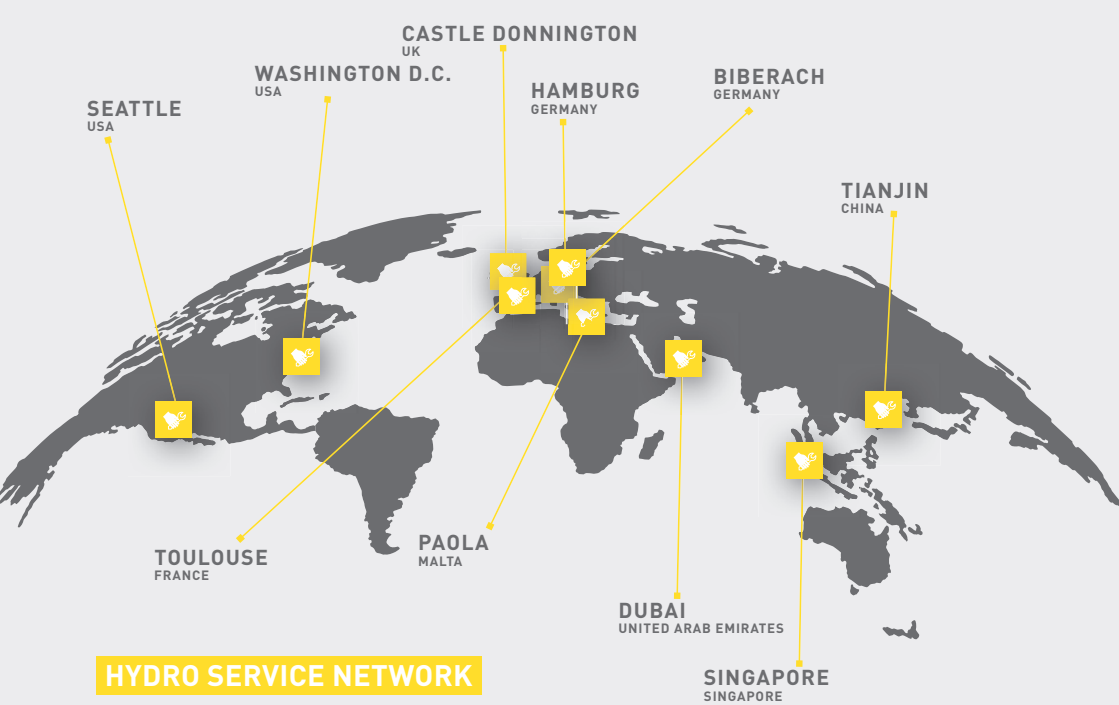 CASTLE DONNINGTON
UK
WASHINGTON D.C.
USA
HAMBURG
GERMANY
BIBERACH
GERMANY
SEATTLE
USA
TIANJIN
CHINA
TOULOUSE
FRANCE
PAOLA
MALTA
DUBAI
UNITED ARAB EMIRATES
HYDRO SERVICE NETWORK
SINGAPORE
SINGAPORE